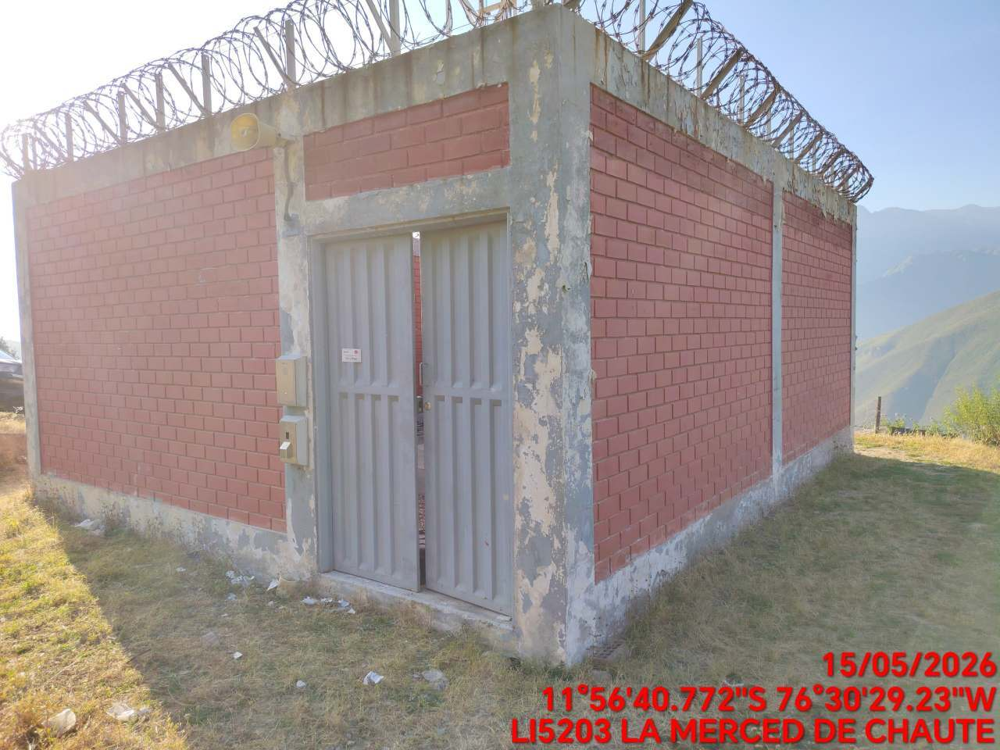 15/05/2026
11°56'40.772"S 76°30'29.23"W
LI5203 LA MERCED DE CHAUTE